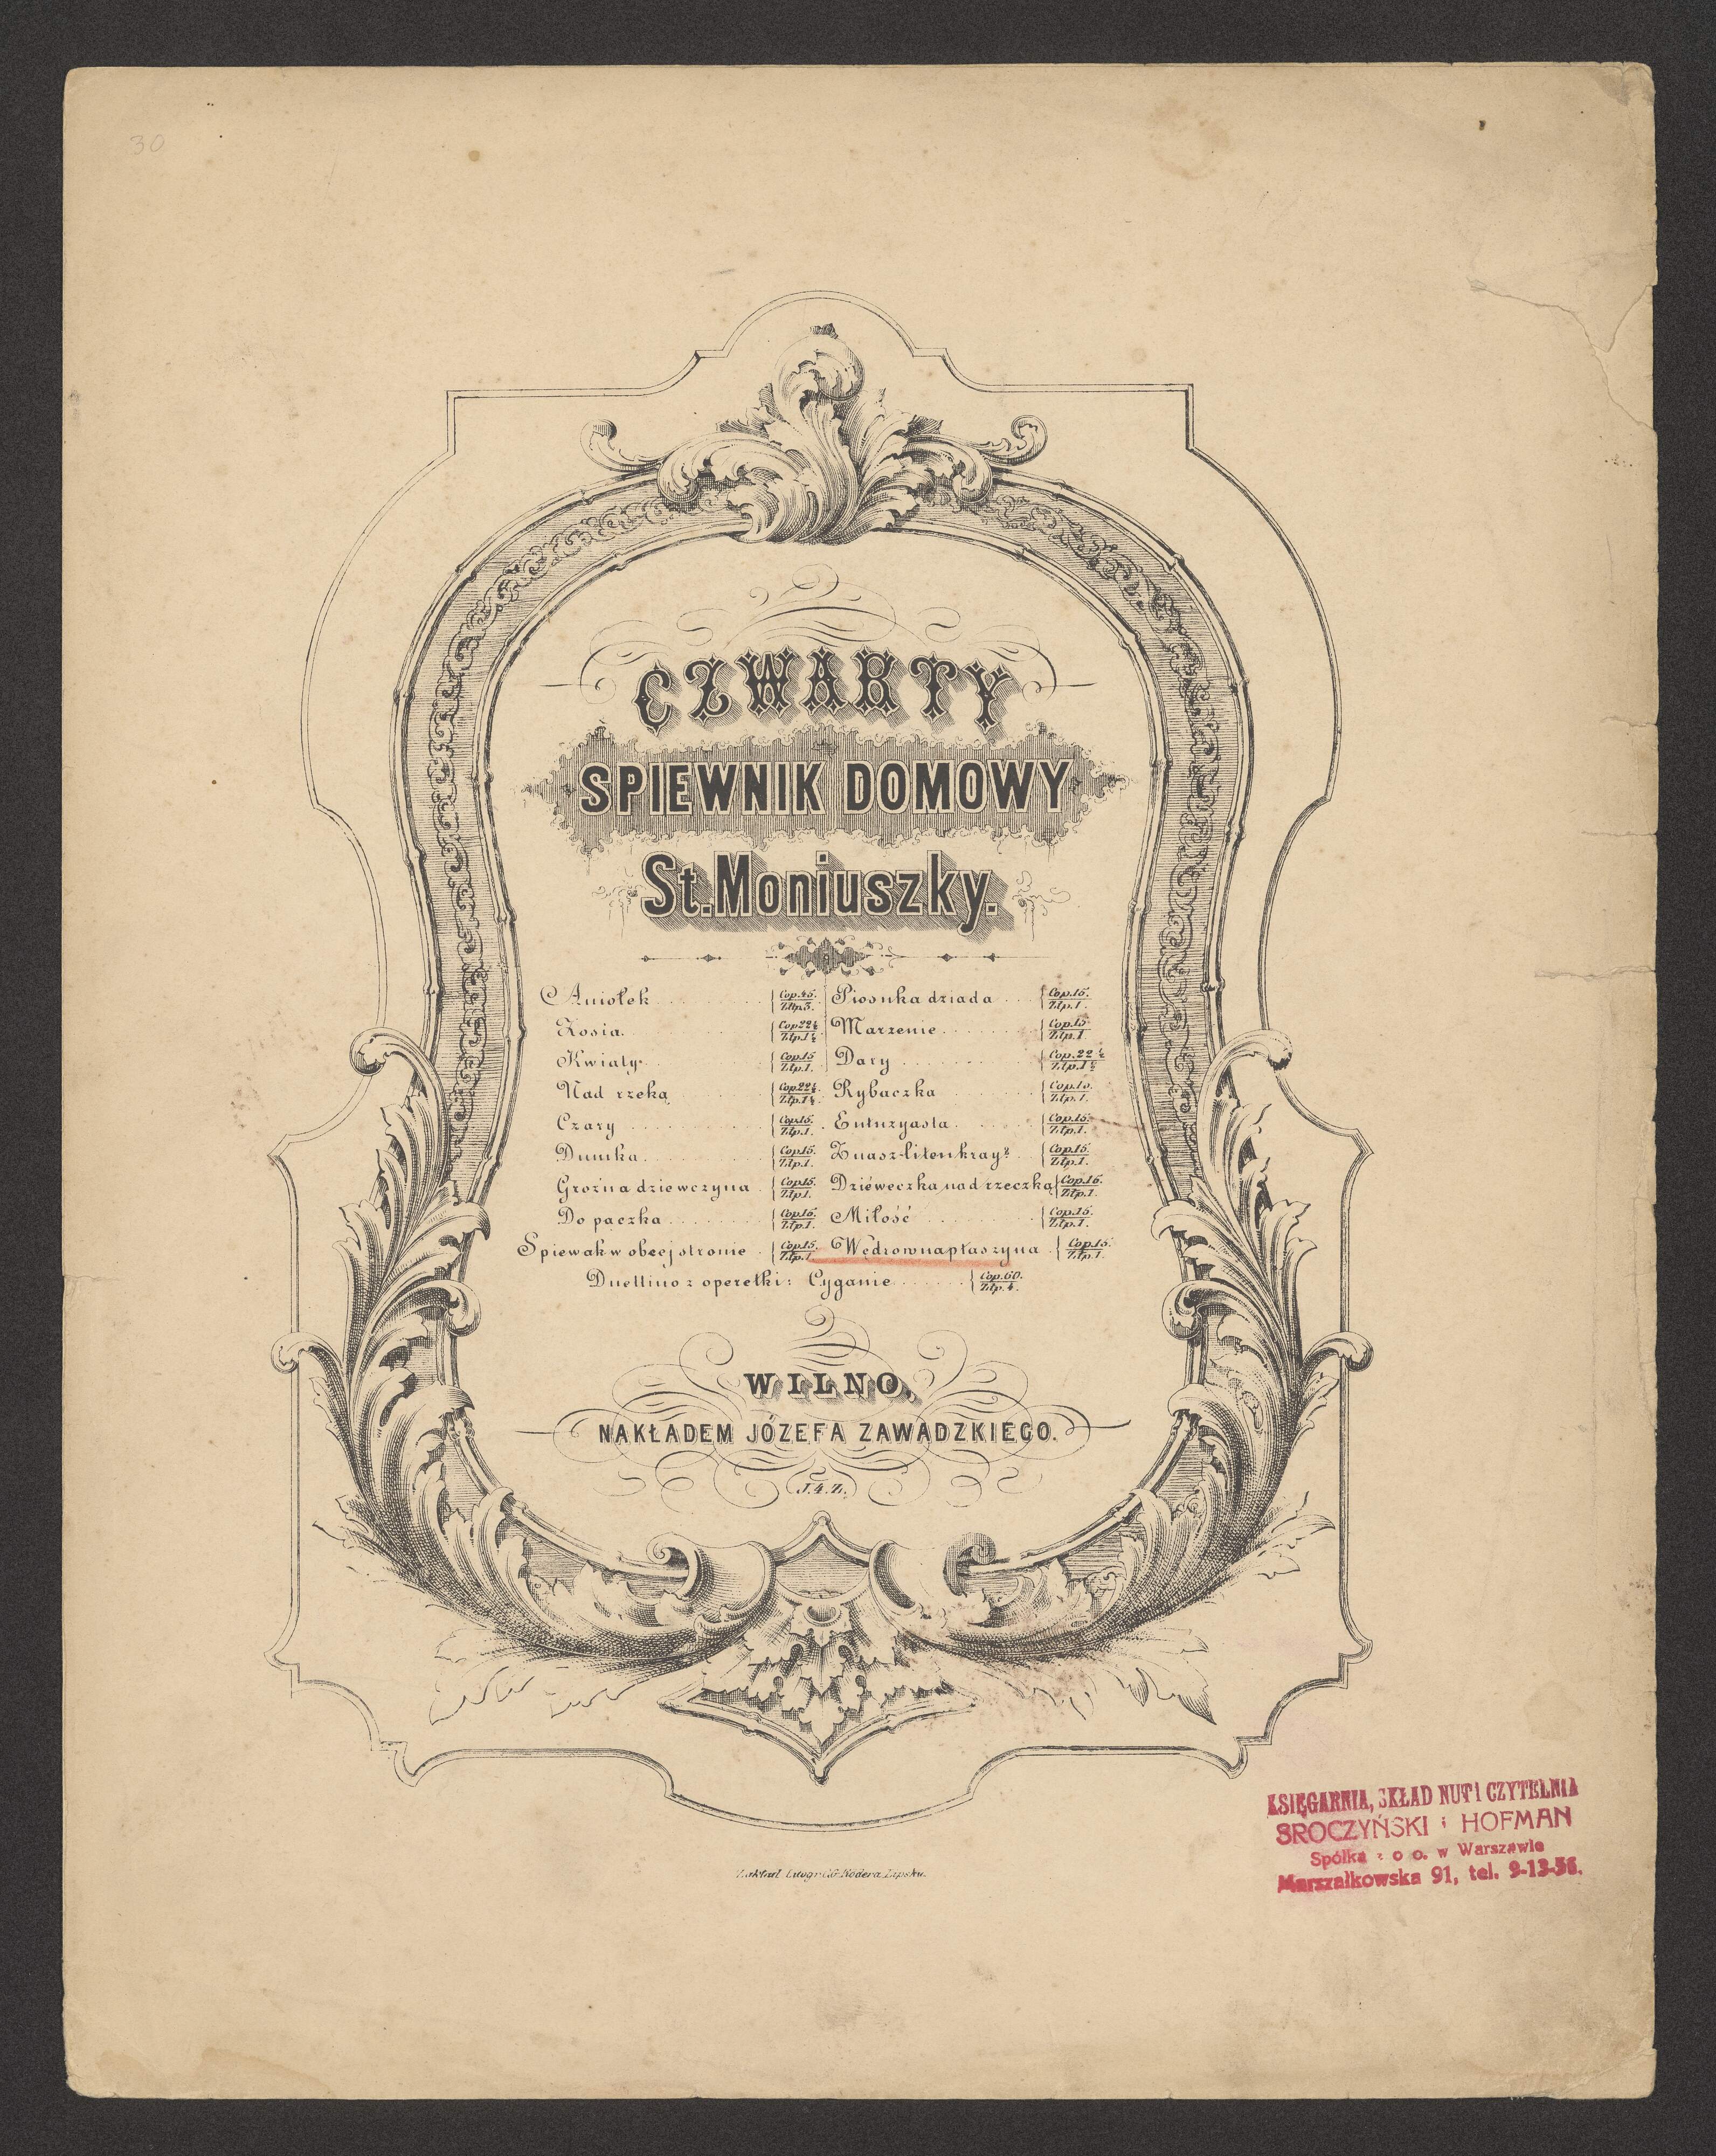 30
CZWARTY
SPIEWNIK DOMOWY
St. Moniuszky.
Aniołek { Cop. 45. Złp. 3. Piosnka dziada { Cop. 15. Złp. 1.
Zosia { Cop. 22½ Złp. 1½ Marzenie { Cop. 15. Złp. 1.
Kwiaty { Cop. 15 Złp. 1. Dary { Cop. 22½ Złp. 1½
Nad rzeką { Cop. 22½ Złp. 1½ Rybaczka { Cop. 15. Złp. 1.
Czary { Cop. 15. Złp. 1. Entuzyasta { Cop. 15. Złp. 1.
Dumka { Cop. 15. Złp. 1. Znasz-li ten kray? { Cop. 15. Złp. 1.
Groźna dziewczyna { Cop. 15. Złp. 1. Dziéweczka nad rzeczką { Cop. 15. Złp. 1.
Do pączka { Cop. 15. Złp. 1. Miłość { Cop. 15. Złp. 1.
Spiewak w obcej stronie { Cop. 15. Złp. 1. Wędrowna ptaszyna { Cop. 15. Złp. 1.
Duettino z operetki: Cyganie { Cop. 60. Złp. 4.
WILNO,
NAKŁADEM JÓZEFA ZAWADZKIEGO.
J. 4. Z.
Zakład Litogr. C.G. Rödera Lipsku.
KSIĘGARNIA, SKŁAD NUT i CZYTELNIA
SROCZYŃSKI i HOFMAN
Spółka z o o. w Warszawie
Marszałkowska 91, tel. 9-13-56.